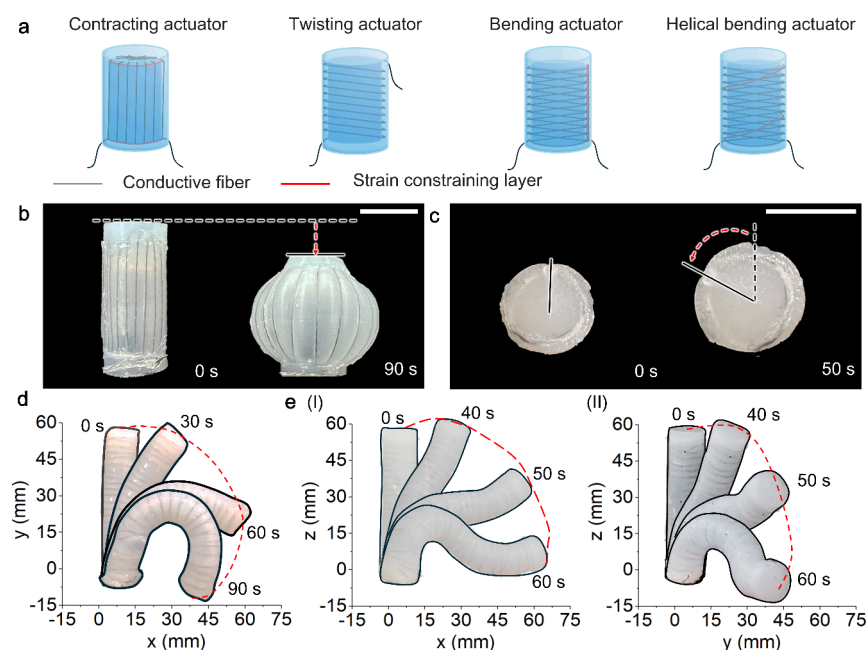 a
Contracting actuator
Twisting actuator
Bending actuator
Helical bending actuator
Conductive fiber
Strain constraining layer
b
0 s
90 s
c
0 s
50 s
d
0 s
30 s
60 s
90 s
60
45
30
15
0
-15
y (mm)
-15 0 15 30 45 60 75
x (mm)
e (I)
0 s
40 s
50 s
60 s
60
45
30
15
0
-15
z (mm)
-15 0 15 30 45 60 75
x (mm)
(II)
0 s
40 s
50 s
60 s
60
45
30
15
0
-15
z (mm)
-15 0 15 30 45 60 75
y (mm)